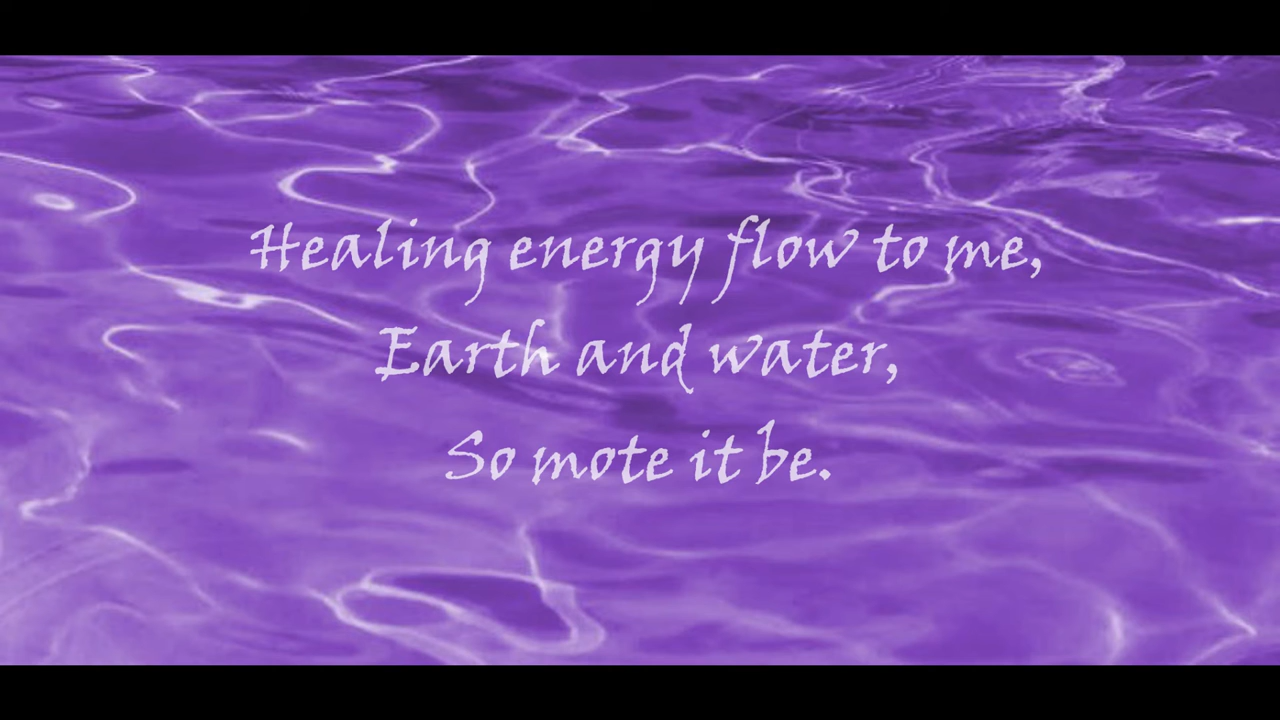 Healing energy flow to me,
Earth and water,
So mote it be.